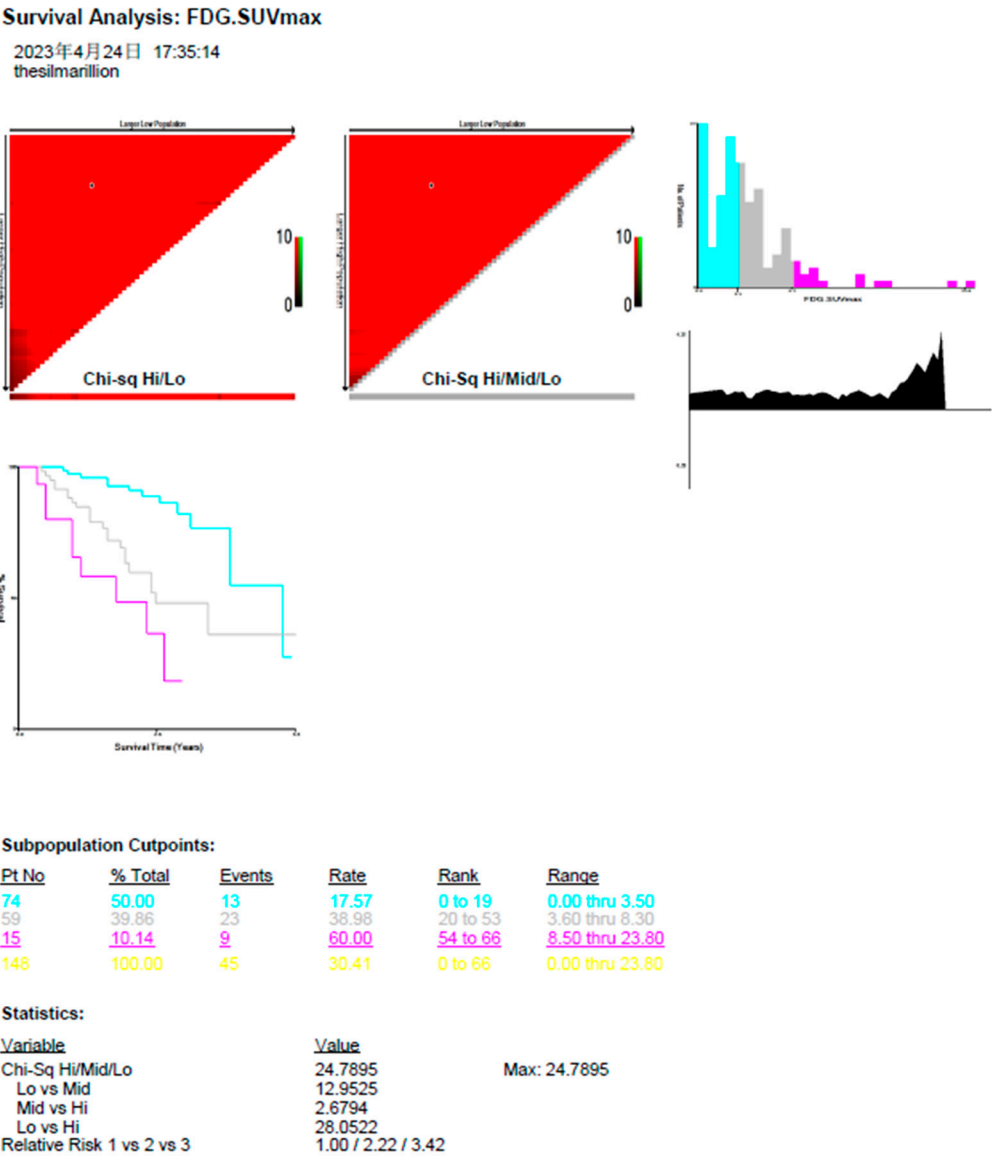 Survival Analysis: FDG.SUVmax
2023年4月24日 17:35:14
thesilmarillion
Larger Low Population
Larger Low Population
10
0
10
0
Chi-sq Hi/Lo
Chi-Sq Hi/Mid/Lo
No. of Patients
FDG.SUVmax
Survival Time (Years)
Subpopulation Cutpoints:
Pt No % Total Events Rate Rank Range
74 50.00 13 17.57 0 to 19 0.00 thru 3.50
59 39.86 23 38.98 20 to 53 3.60 thru 8.30
15 10.14 9 60.00 54 to 66 8.50 thru 23.80
148 100.00 45 30.41 0 to 66 0.00 thru 23.80
Statistics:
Variable Value
Chi-Sq Hi/Mid/Lo 24.7895 Max: 24.7895
Lo vs Mid 12.9525
Mid vs Hi 2.6794
Lo vs Hi 28.0522
Relative Risk 1 vs 2 vs 3 1.00 / 2.22 / 3.42